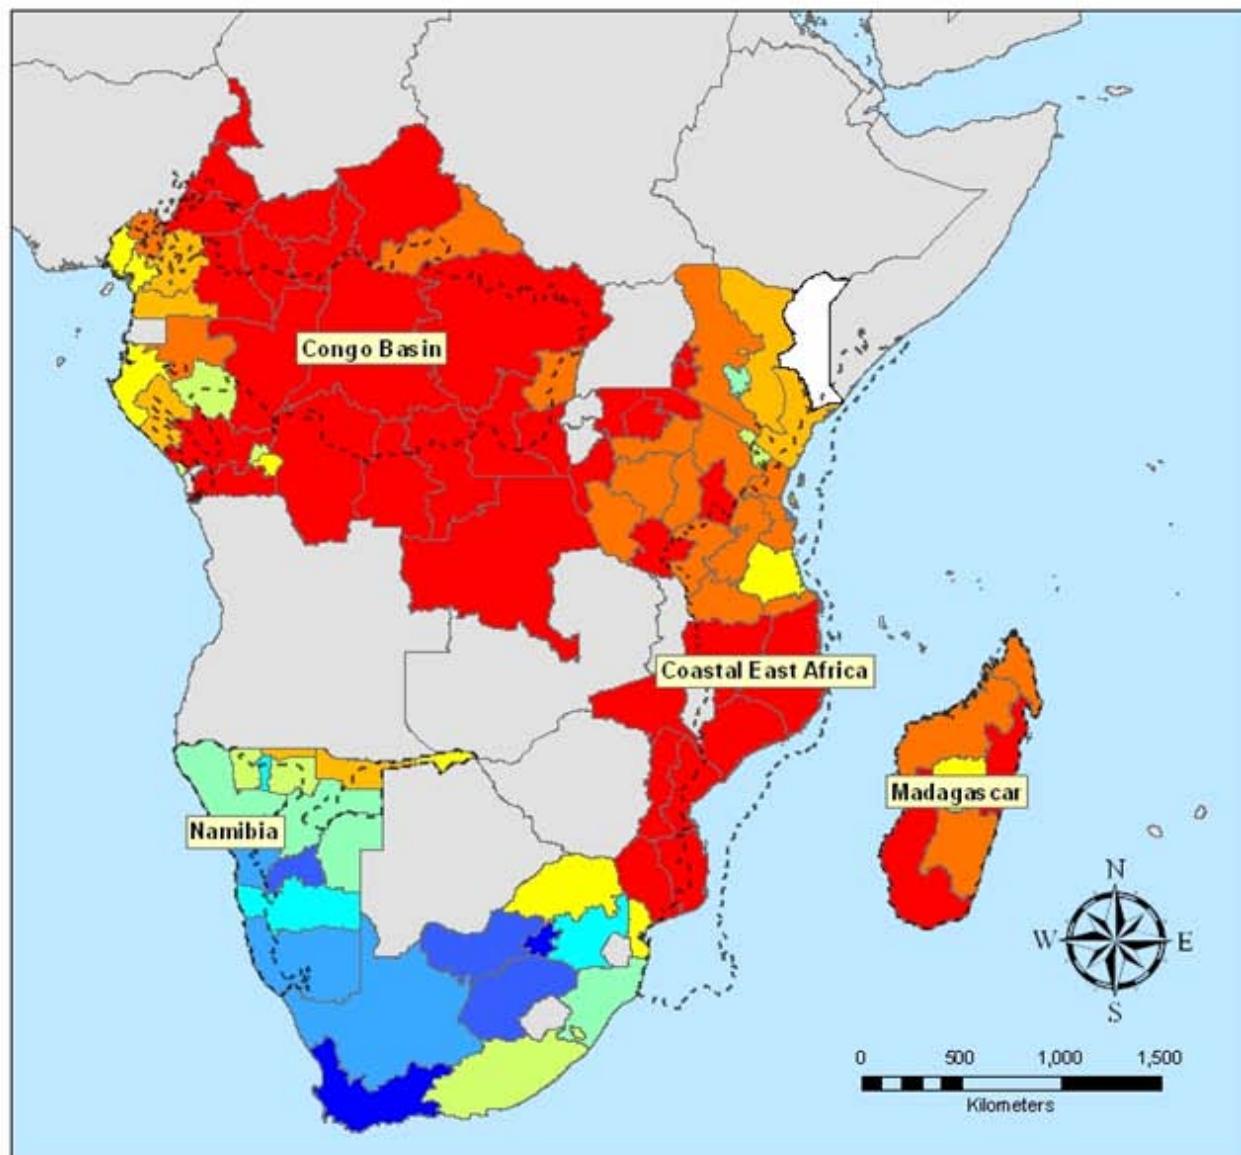 Congo Basin
Coastal East Africa
Madagascar
Namibia
N
W E
S
0 500 1,000 1,500
Kilometers